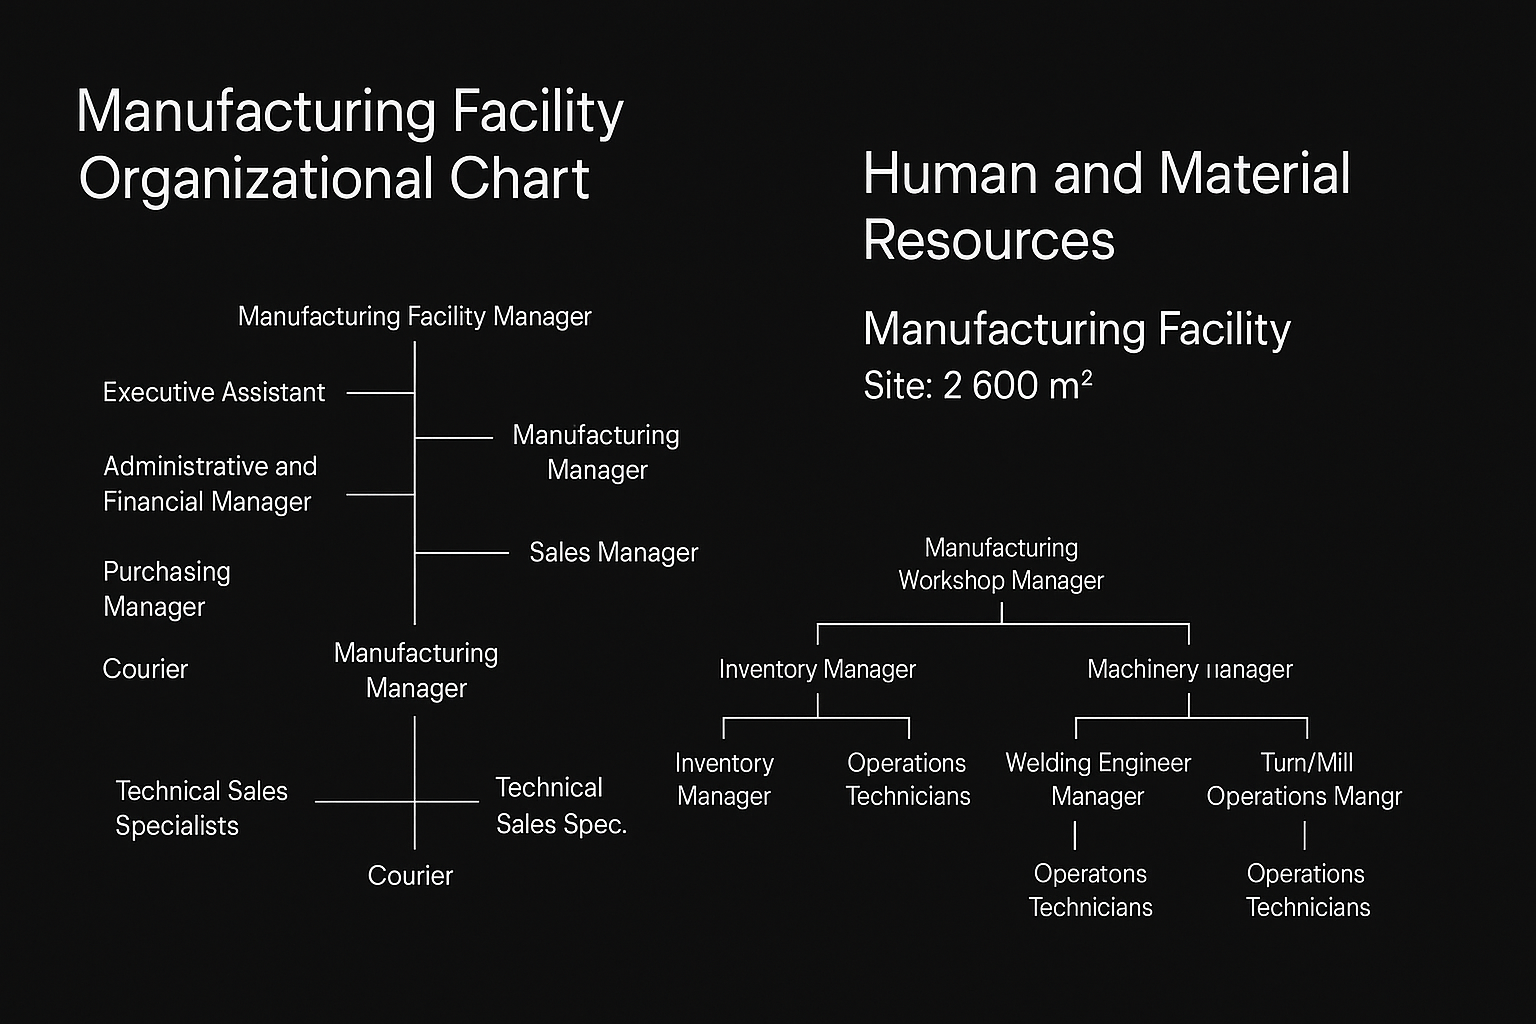 Manufacturing Facility
Organizational Chart
Manufacturing Facility Manager
Executive Assistant
Manufacturing
Manager
Administrative and
Financial Manager
Sales Manager
Purchasing
Manager
Courier
Manufacturing
Manager
Technical Sales
Specialists
Technical
Sales Spec.
Courier
Human and Material
Resources
Manufacturing Facility
Site: 2 600 m²
Manufacturing
Workshop Manager
Inventory Manager
Machinery
Inventory
Manager
Operations
Technicians
Welding Engineer
Manager
Turn/Mill
Operations Mangr
Operatons
Technicians
Operations
Technicians